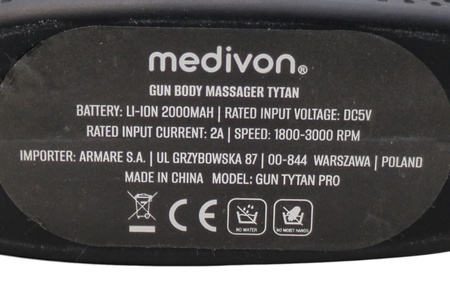 medivon®
GUN BODY MASSAGER TYTAN
BATTERY: LI-ION 2000MAH | RATED INPUT VOLTAGE: DC5V
RATED INPUT CURRENT: 2A | SPEED: 1800-3000 RPM
IMPORTER: ARMARE S.A. | UL GRZYBOWSKA 87 | 00-844 WARSZAWA | POLAND
MADE IN CHINA MODEL: GUN TYTAN PRO
CE NO WATER NO MOIST HANDS